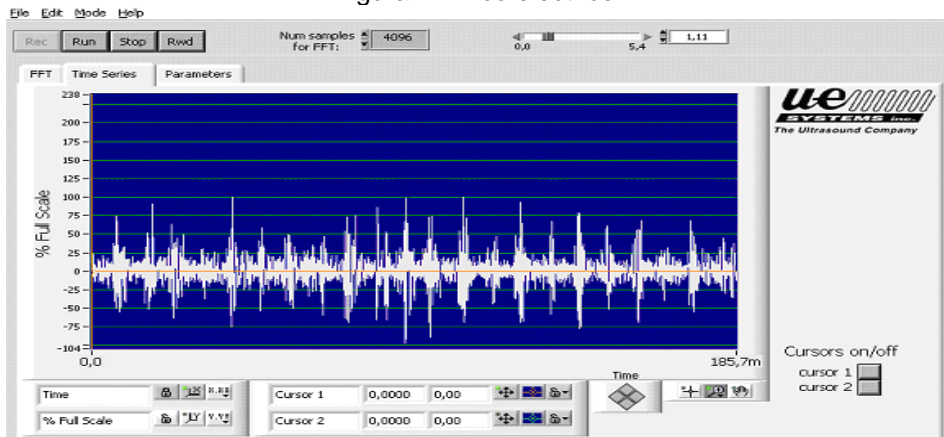 File Edit Mode Help
Rec Run Stop Rwd
Num samples for FFT: 4096
0,0 5,4 1,11
FFT Time Series Parameters
ue
SYSTEMS inc.
The Ultrasound Company
% Full Scale
238
200
175
150
125
100
75
50
25
0
-25
-50
-75
-104
0,0 185,7m
Time
Cursors on/off
cursor 1
cursor 2
Time
Cursor 1 0,0000 0,00
% Full Scale
Cursor 2 0,0000 0,00